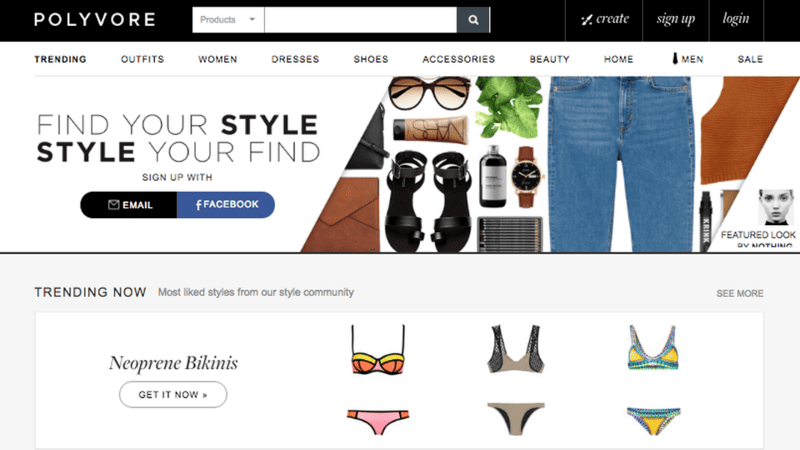 POLYVORE
Products
create
sign up
login
TRENDING
OUTFITS
WOMEN
DRESSES
SHOES
ACCESSORIES
BEAUTY
HOME
MEN
SALE
FIND YOUR STYLE
STYLE YOUR FIND
SIGN UP WITH
EMAIL
f FACEBOOK
NARS
KRINK
FEATURED LOOK
BY NOTHING
TRENDING NOW
Most liked styles from our style community
SEE MORE
Neoprene Bikinis
GET IT NOW »